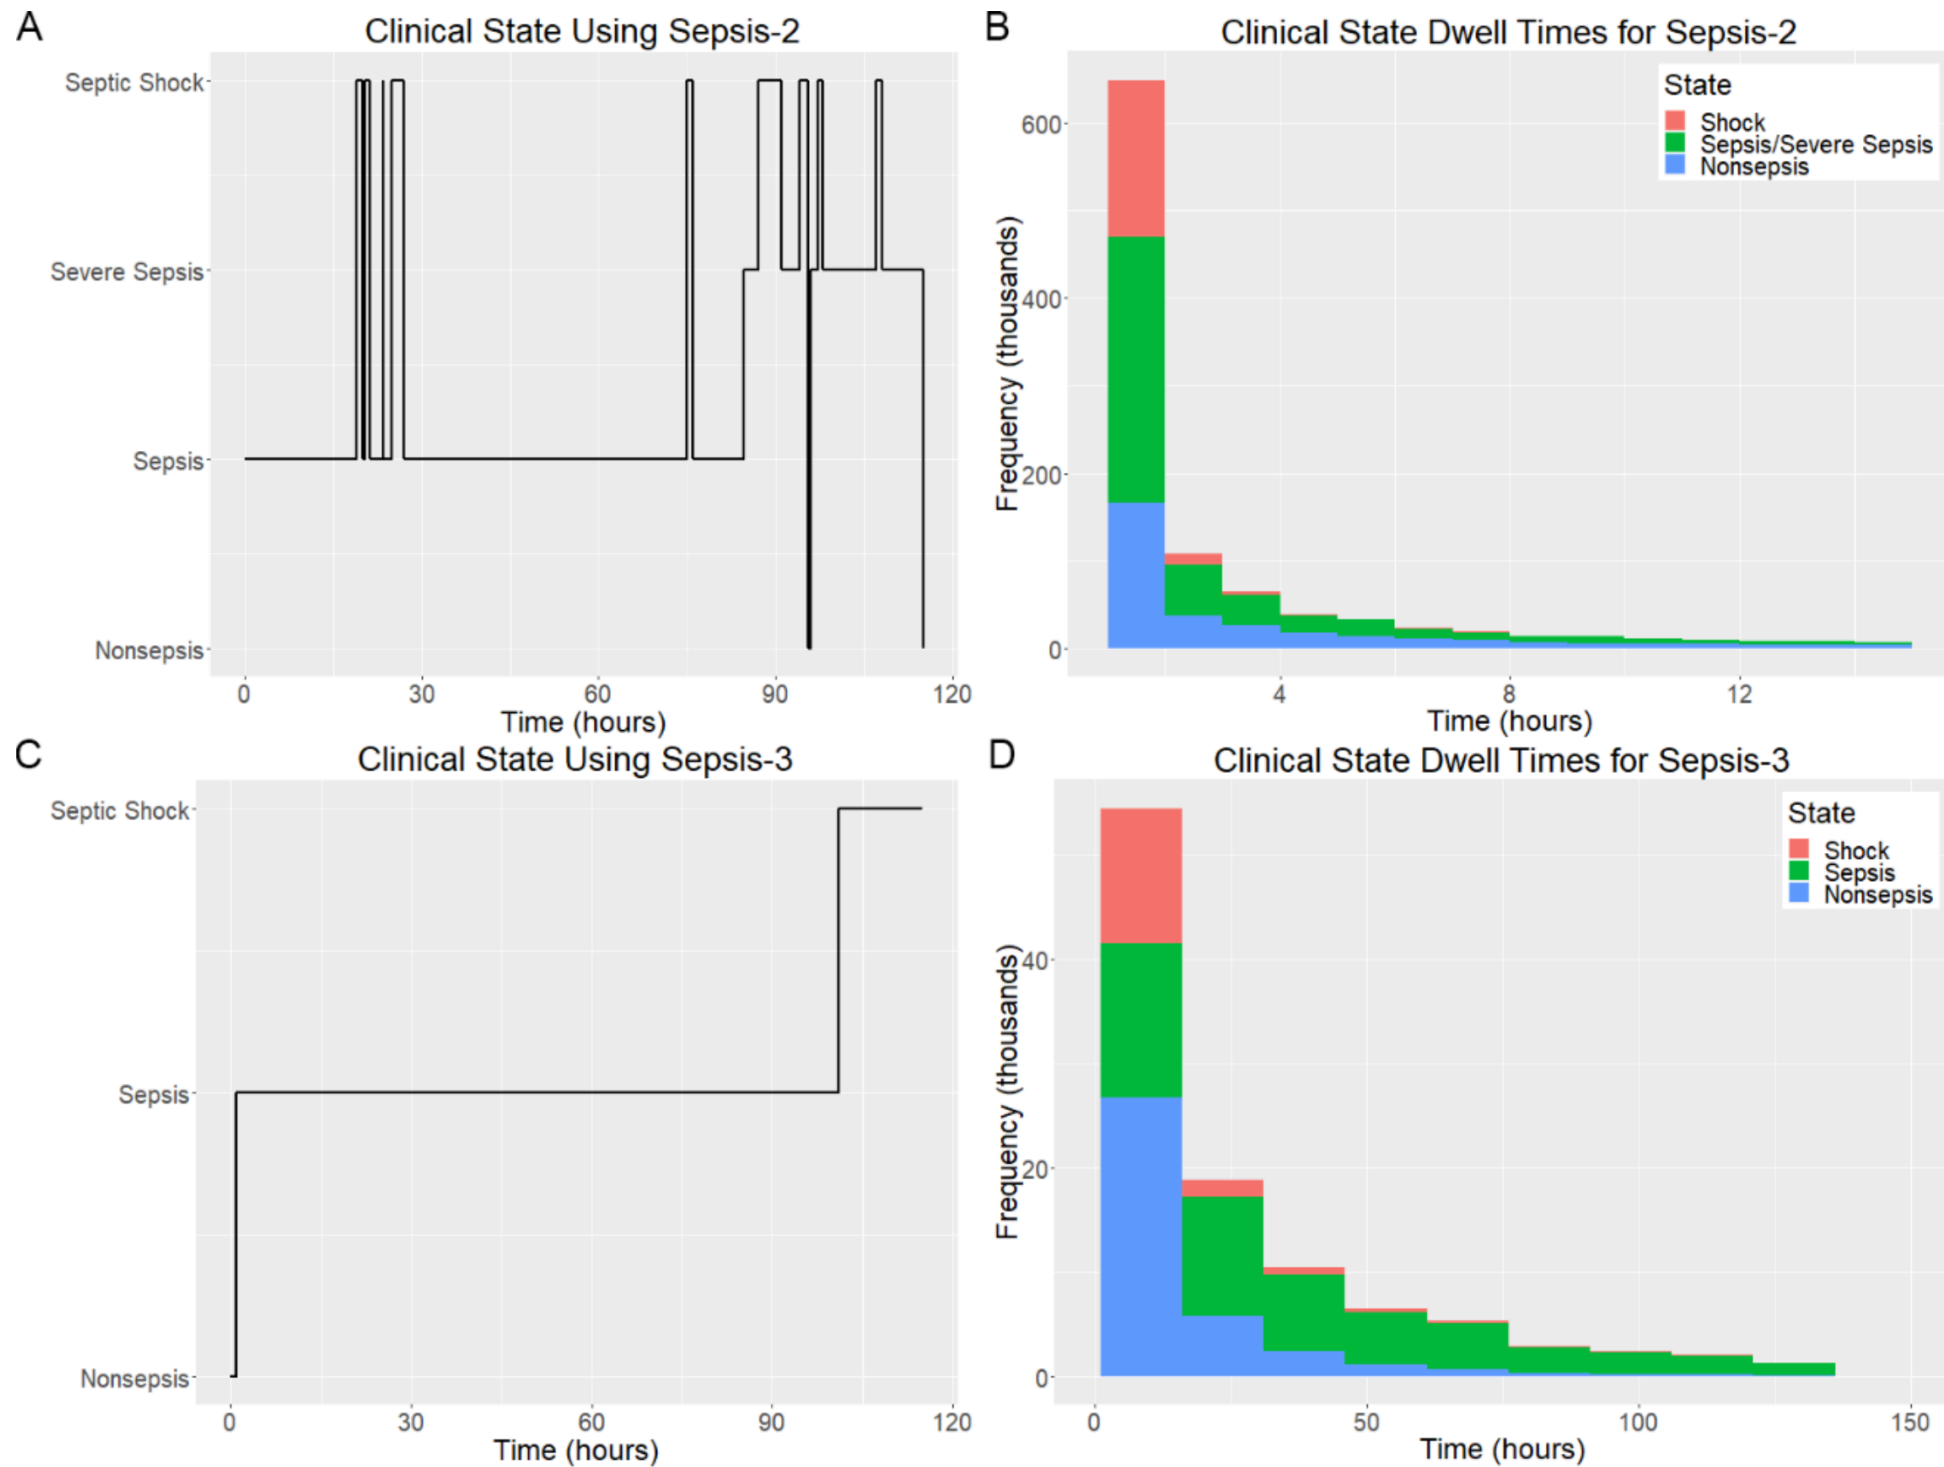 A
Clinical State Using Sepsis-2
Septic Shock
Severe Sepsis
Sepsis
Nonsepsis
0 30 60 90 120
Time (hours)
B
Clinical State Dwell Times for Sepsis-2
Frequency (thousands)
600
400
200
0
State
Shock
Sepsis/Severe Sepsis
Nonsepsis
4 8 12
Time (hours)
C
Clinical State Using Sepsis-3
Septic Shock
Sepsis
Nonsepsis
0 30 60 90 120
Time (hours)
D
Clinical State Dwell Times for Sepsis-3
Frequency (thousands)
40
20
0
State
Shock
Sepsis
Nonsepsis
0 50 100 150
Time (hours)